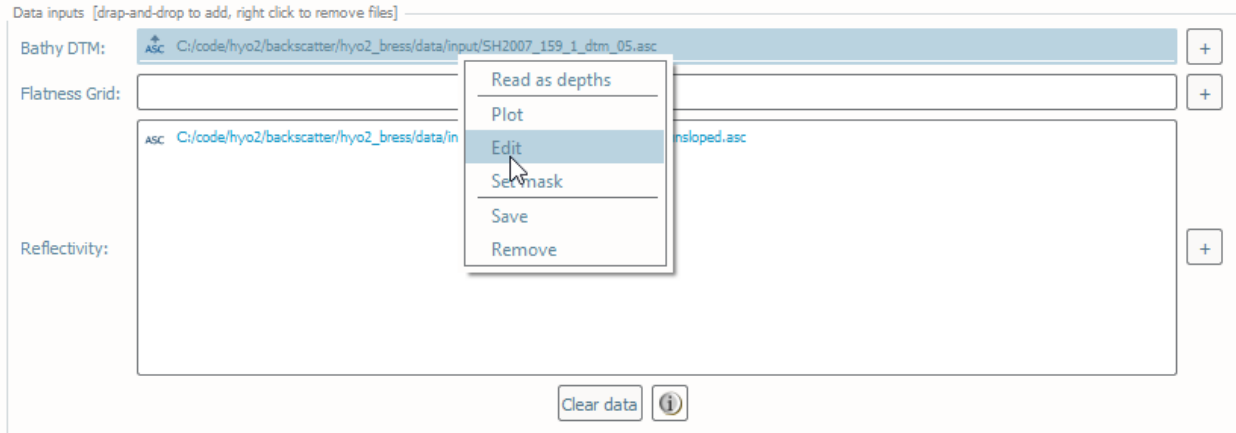 Data inputs [drap-and-drop to add, right click to remove files]
Bathy DTM:
ASC C:/code/hyo2/backscatter/hyo2_bress/data/input/SH2007_159_1_dtm_05.asc
+
Read as depths
Flatness Grid:
+
Plot
ASC C:/code/hyo2/backscatter/hyo2_bress/data/in
nsloped.asc
Edit
Set mask
Save
Reflectivity:
Remove
+
Clear data
i